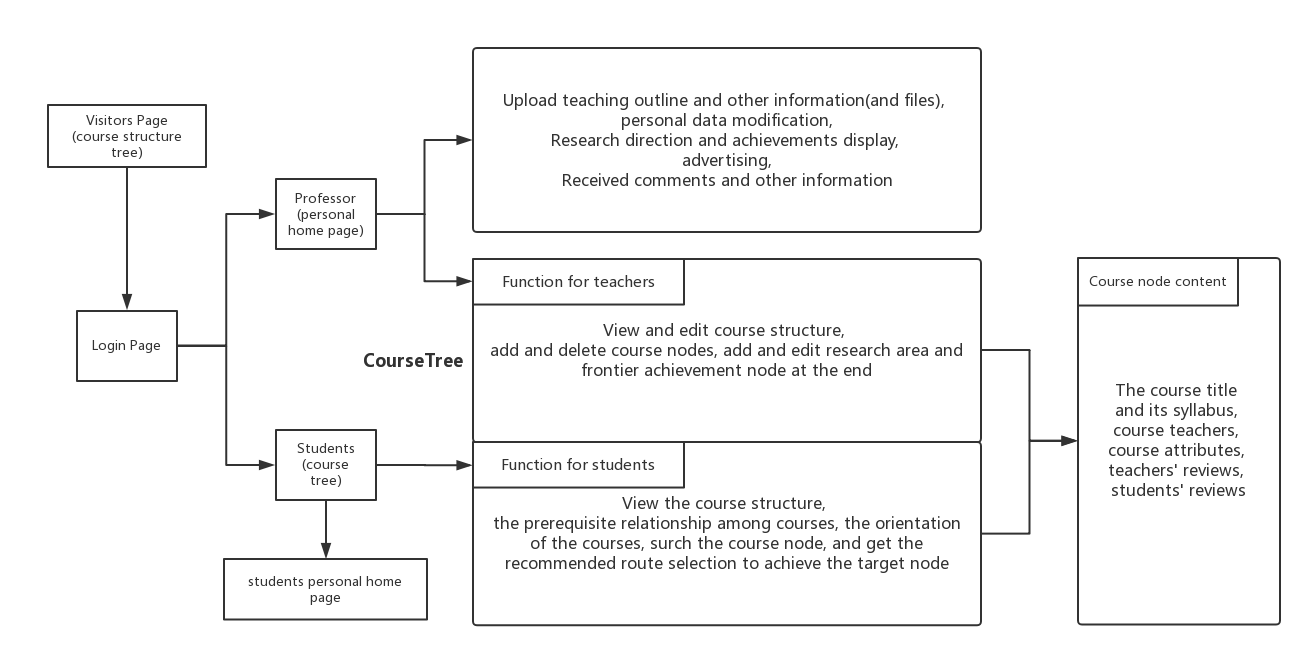 Visitors Page
(course structure
tree)
Login Page
Professor
(personal
home page)
Students
(course
tree)
students personal home
page
Upload teaching outline and other information(and files),
personal data modification,
Research direction and achievements display,
advertising,
Received comments and other information
CourseTree
Function for teachers
View and edit course structure,
add and delete course nodes, add and edit research area and
frontier achievement node at the end
Function for students
View the course structure,
the prerequisite relationship among courses, the orientation
of the courses, surch the course node, and get the
recommended route selection to achieve the target node
Course node content
The course title
and its syllabus,
course teachers,
course attributes,
teachers' reviews,
students' reviews